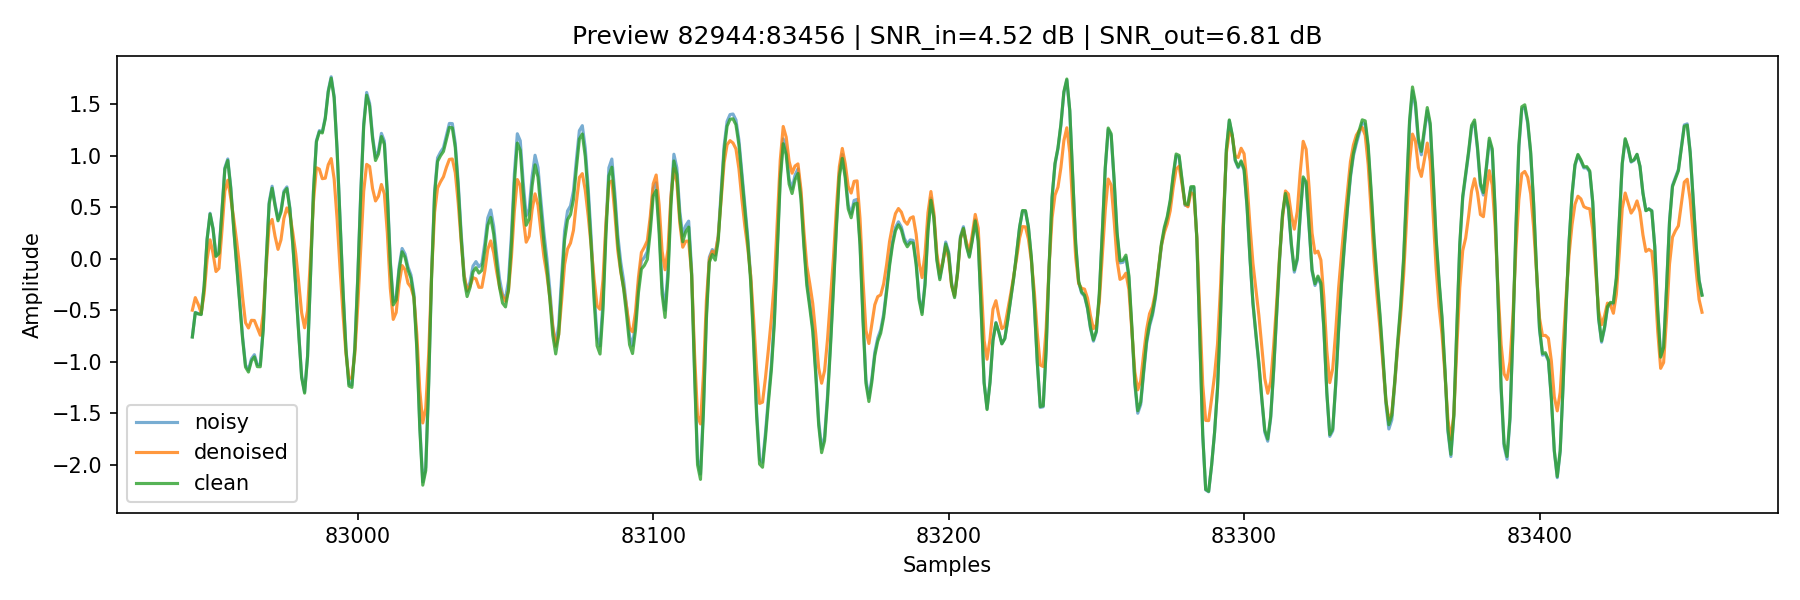 Preview 82944:83456 | SNR_in=4.52 dB | SNR_out=6.81 dB
Amplitude
1.5
1.0
0.5
0.0
−0.5
−1.0
−1.5
−2.0
noisy
denoised
clean
83000
83100
83200
83300
83400
Samples